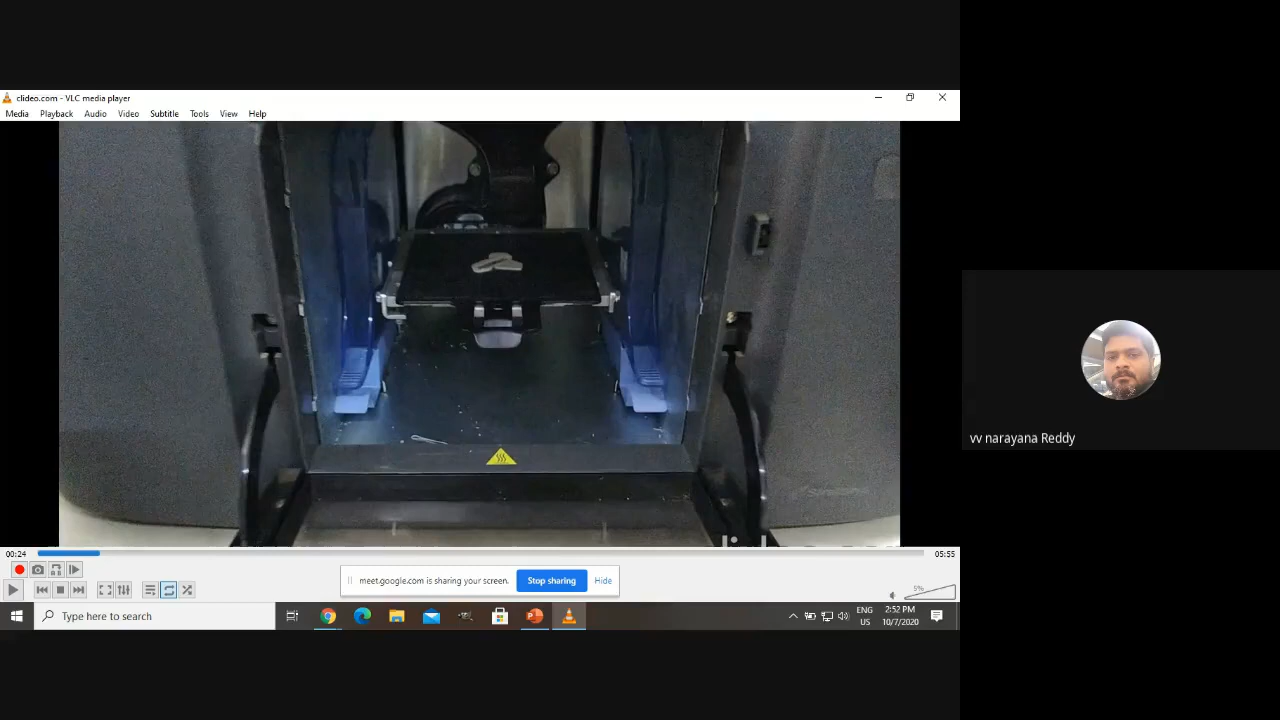 clideo.com - VLC media player
Media Playback Audio Video Subtitle Tools View Help
00:24
05:55
meet.google.com is sharing your screen.
Stop sharing
Hide
5%
Type here to search
ENG
US
2:52 PM
10/7/2020
vv narayana Reddy